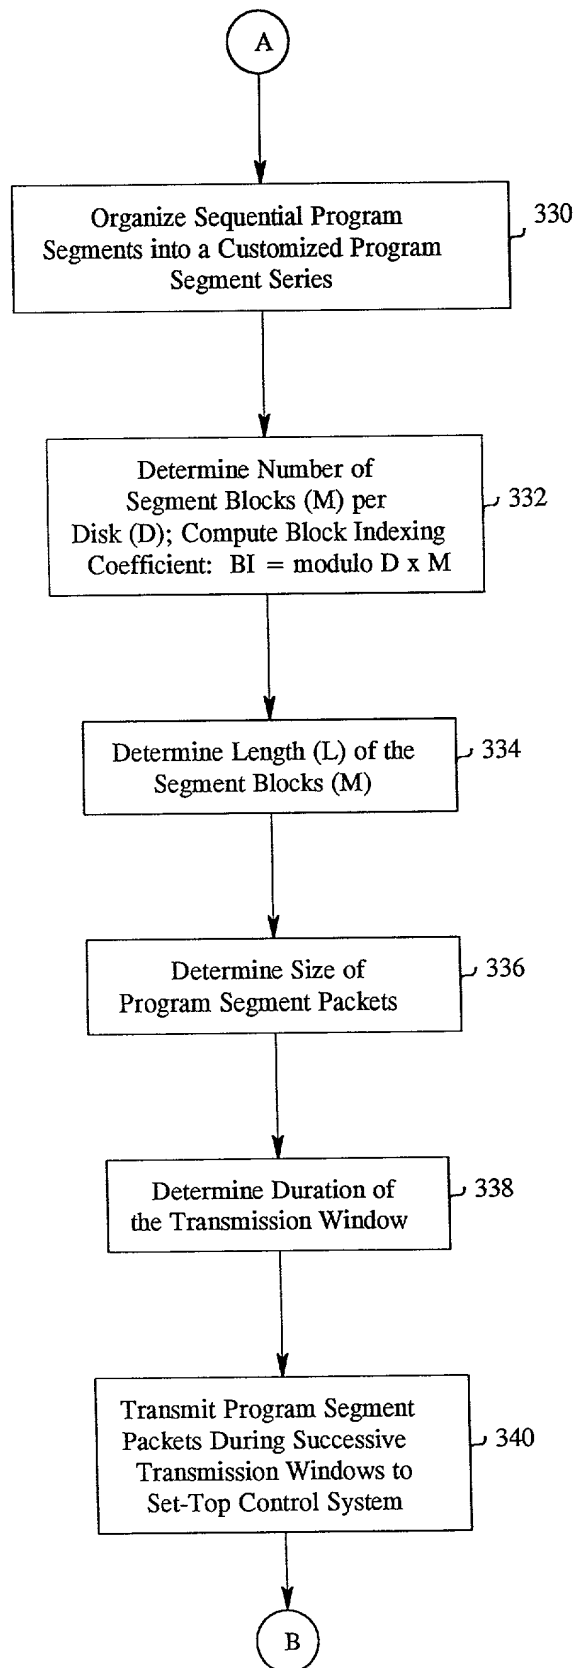 A
Organize Sequential Program
Segments into a Customized Program
Segment Series
330
Determine Number of
Segment Blocks (M) per
Disk (D); Compute Block Indexing
Coefficient: BI = modulo D x M
332
Determine Length (L) of the
Segment Blocks (M)
334
Determine Size of
Program Segment Packets
336
Determine Duration of
the Transmission Window
338
Transmit Program Segment
Packets During Successive
Transmission Windows to
Set-Top Control System
340
B